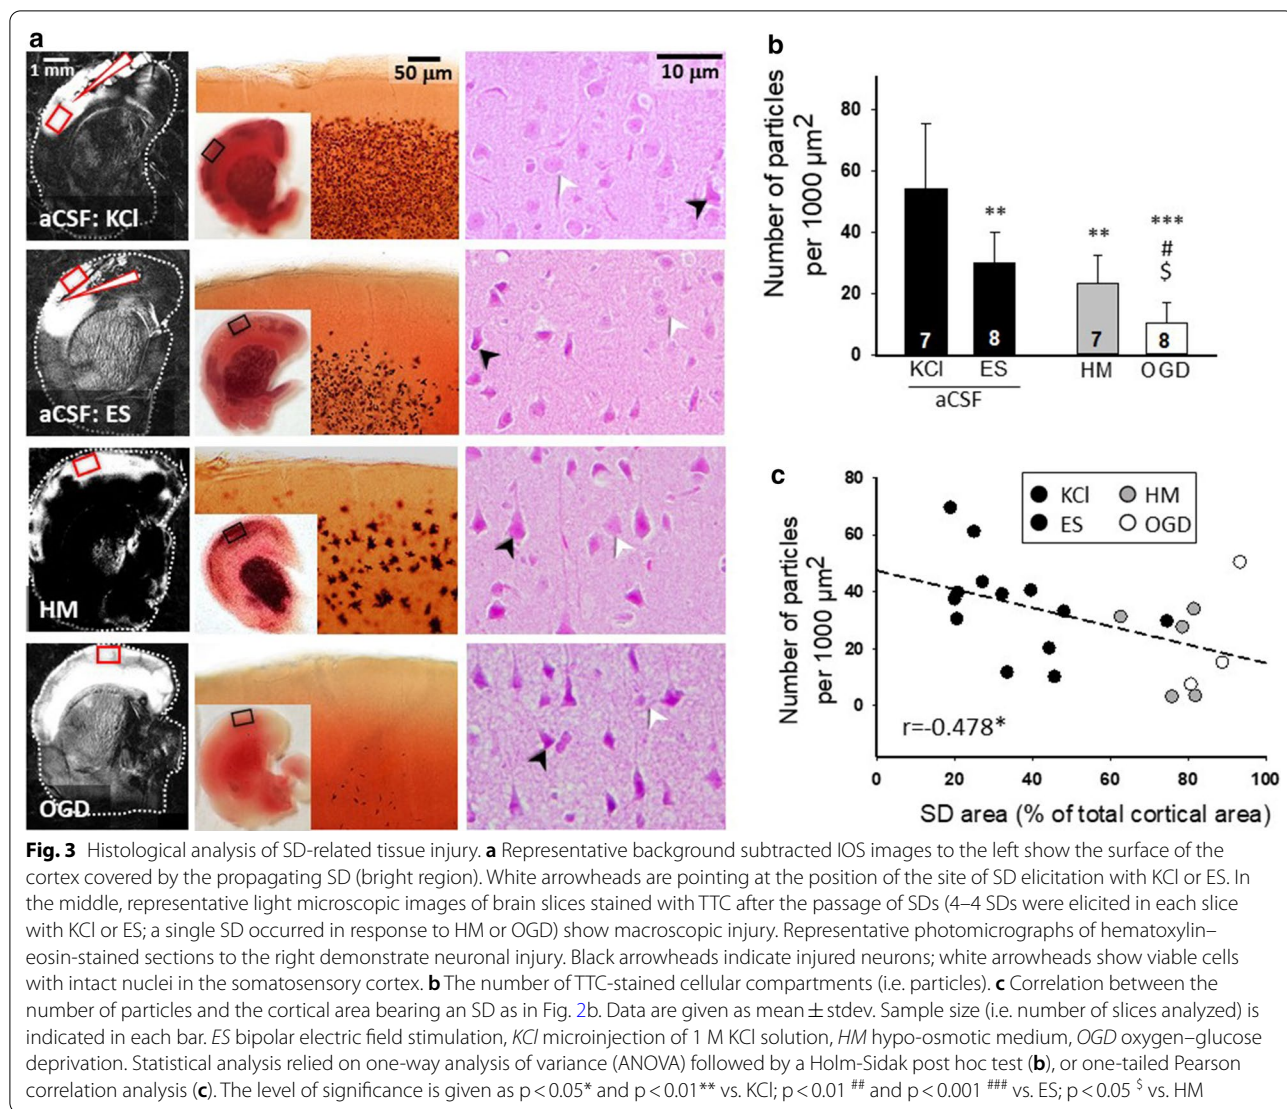 a
1 mm
50 µm
10 µm
aCSF: KCl
aCSF: ES
HM
OGD
b
Number of particles
per 1000 µm2
80
60
40
20
0
**
**
***
#
$
7
8
7
8
KCl
ES
HM
OGD
aCSF
c
Number of particles
per 1000 µm2
80
60
40
20
0
KCl
HM
ES
OGD
r=-0.478*
0
20
40
60
80
100
SD area (% of total cortical area)
Fig. 3 Histological analysis of SD-related tissue injury. a Representative background subtracted IOS images to the left show the surface of the
cortex covered by the propagating SD (bright region). White arrowheads are pointing at the position of the site of SD elicitation with KCl or ES. In
the middle, representative light microscopic images of brain slices stained with TTC after the passage of SDs (4–4 SDs were elicited in each slice
with KCl or ES; a single SD occurred in response to HM or OGD) show macroscopic injury. Representative photomicrographs of hematoxylin–
eosin-stained sections to the right demonstrate neuronal injury. Black arrowheads indicate injured neurons; white arrowheads show viable cells
with intact nuclei in the somatosensory cortex. b The number of TTC-stained cellular compartments (i.e. particles). c Correlation between the
number of particles and the cortical area bearing an SD as in Fig. 2b. Data are given as mean ± stdev. Sample size (i.e. number of slices analyzed) is
indicated in each bar. ES bipolar electric field stimulation, KCl microinjection of 1 M KCl solution, HM hypo-osmotic medium, OGD oxygen–glucose
deprivation. Statistical analysis relied on one-way analysis of variance (ANOVA) followed by a Holm-Sidak post hoc test (b), or one-tailed Pearson
correlation analysis (c). The level of significance is given as p < 0.05* and p < 0.01** vs. KCl; p < 0.01 ## and p < 0.001 ### vs. ES; p < 0.05 $ vs. HM